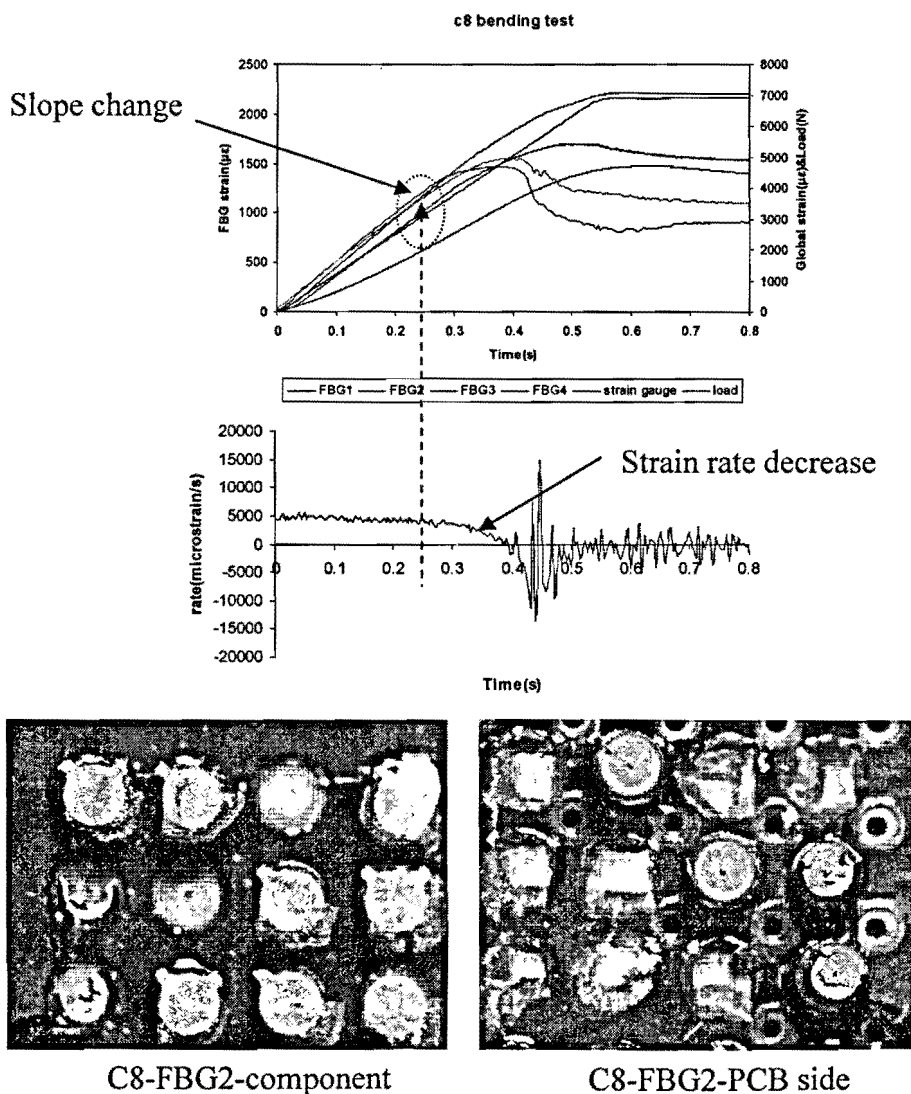 c8 bending test
Slope change
FBG strain(με)
2500
2000
1500
1000
500
0
8000
7000
6000
5000
4000
3000
2000
1000
0
Global strain(με)&Load(N)
0 0.1 0.2 0.3 0.4 0.5 0.6 0.7 0.8
Time(s)
FBG1 FBG2 FBG3 FBG4 strain gauge load
Strain rate decrease
rate(microstrain/s)
20000
15000
10000
5000
0
-5000
-10000
-15000
-20000
0 0.1 0.2 0.3 0.4 0.5 0.6 0.7 0.8
Time(s)
C8-FBG2-component
C8-FBG2-PCB side